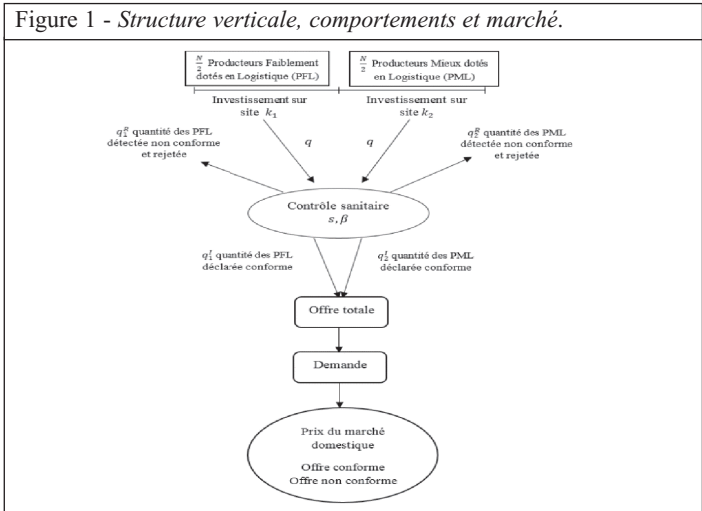 Figure 1 - Structure verticale, comportements et marché.
N/2 Producteurs Faiblement
dotés en Logistique (PFL)
N/2 Producteurs Mieux dotés
en Logistique (PML)
Investissement sur
site k₁
Investissement sur
site k₂
q₁ᴿ quantité des PFL
détectée non conforme
et rejetée
q
q
q₂ᴿ quantité des PML
détectée non conforme
et rejetée
Contrôle sanitaire
s, β
q₁ᴵ quantité des PFL
déclarée conforme
q₂ᴵ quantité des PML
déclarée conforme
Offre totale
Demande
Prix du marché
domestique
Offre conforme
Offre non conforme